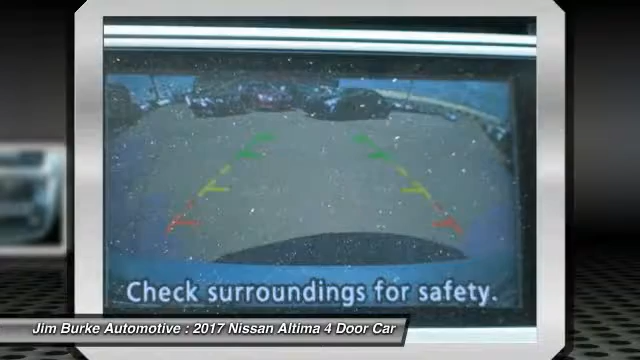 Check surroundings for safety.
Jim Burke Automotive : 2017 Nissan Altima 4 Door Car